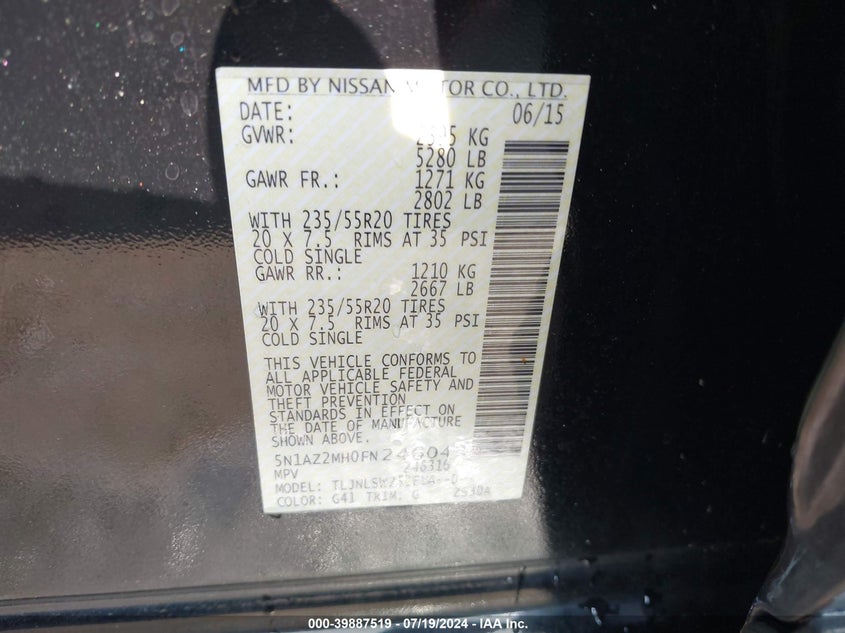 MFD BY NISSAN MOTOR CO., LTD.
DATE: 06/15
GVWR: KG
5280 LB
GAWR FR.: 1271 KG
2802 LB
WITH 235/55R20 TIRES
20 X 7.5 RIMS AT 35 PSI
COLD SINGLE
GAWR RR.: 1210 KG
2667 LB
WITH 235/55R20 TIRES
20 X 7.5 RIMS AT 35 PSI
COLD SINGLE
THIS VEHICLE CONFORMS TO
ALL APPLICABLE FEDERAL
MOTOR VEHICLE SAFETY AND
THEFT PREVENTION
STANDARDS IN EFFECT ON
THE DATE OF MANUFACTURE
SHOWN ABOVE.
MPV 246316
MODEL:
COLOR: G41 TRIM: G
000-39887519 - 07/19/2024 - IAA Inc.